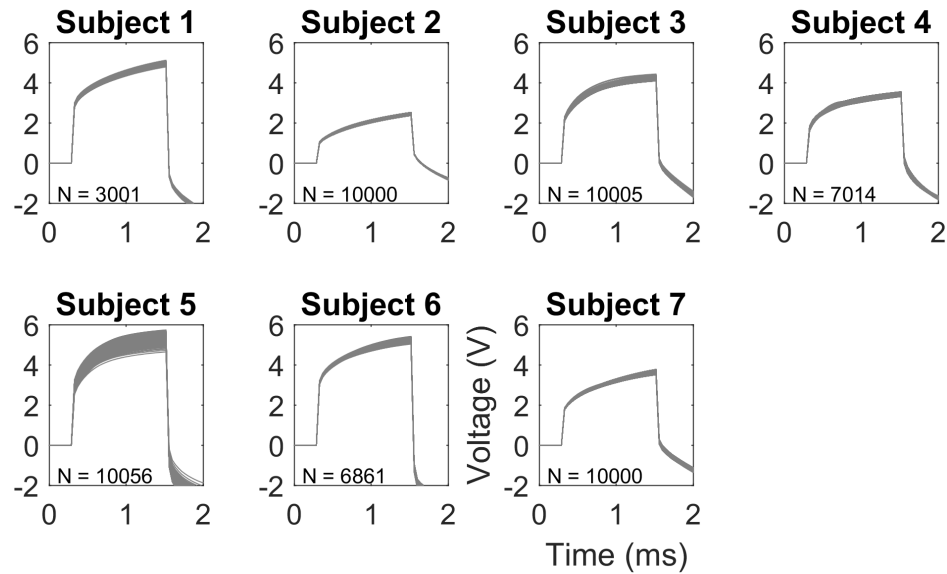 Subject 1
6
4
2
0
-2
N = 3001
0 1 2
Subject 2
6
4
2
0
-2
N = 10000
0 1 2
Subject 3
6
4
2
0
-2
N = 10005
0 1 2
Subject 4
6
4
2
0
-2
N = 7014
0 1 2
Subject 5
6
4
2
0
-2
N = 10056
0 1 2
Subject 6
6
4
2
0
-2
N = 6861
0 1 2
Subject 7
Voltage (V)
6
4
2
0
-2
N = 10000
0 1 2
Time (ms)